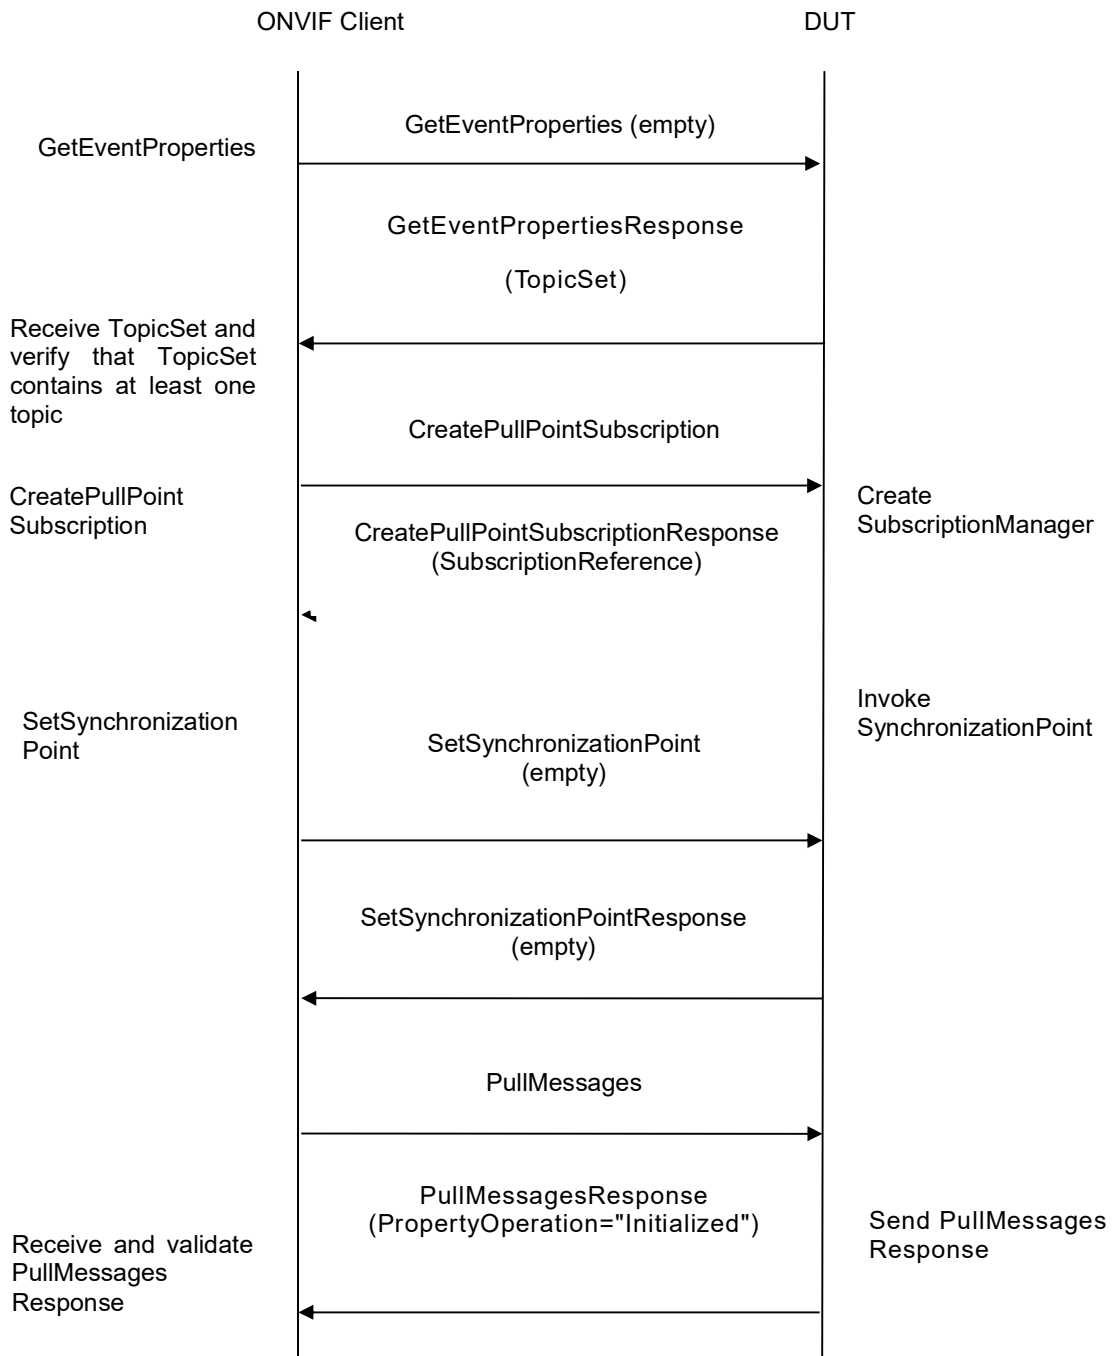 ONVIF Client
DUT
GetEventProperties (empty)
GetEventProperties
GetEventPropertiesResponse
(TopicSet)
Receive TopicSet and
verify that TopicSet
contains at least one
topic
CreatePullPointSubscription
CreatePullPoint
Subscription
Create
SubscriptionManager
CreatePullPointSubscriptionResponse
(SubscriptionReference)
Invoke
SynchronizationPoint
SetSynchronization
Point
SetSynchronizationPoint
(empty)
SetSynchronizationPointResponse
(empty)
PullMessages
PullMessagesResponse
(PropertyOperation="Initialized")
Send PullMessages
Response
Receive and validate
PullMessages
Response